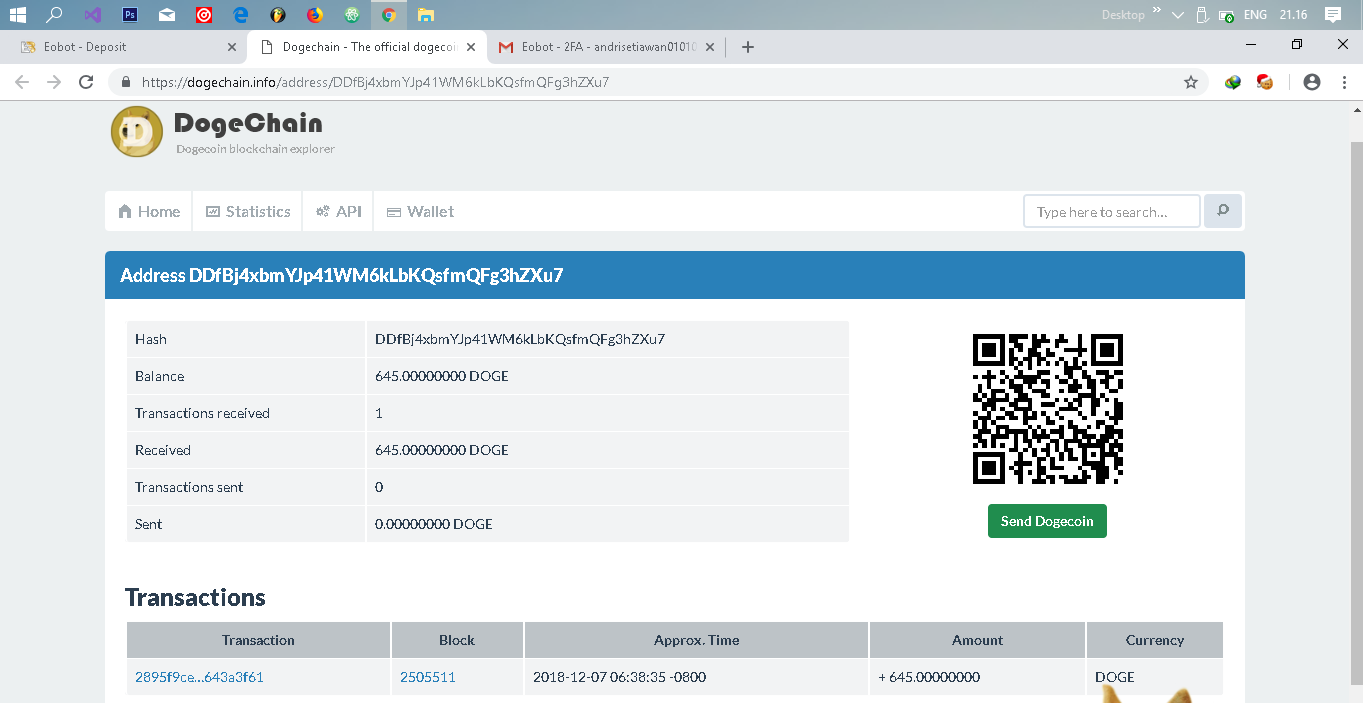 Desktop » ENG 21.16
Eobot - Deposit
Dogechain - The official dogecoi
Eobot - 2FA - andrisetiawan01010
https://dogechain.info/address/DDfBj4xbmYJp41WM6kLbKQsfmQFg3hZXu7
DogeChain
Dogecoin blockchain explorer
Home Statistics API Wallet Type here to search...
Address DDfBj4xbmYJp41WM6kLbKQsfmQFg3hZXu7
Hash DDfBj4xbmYJp41WM6kLbKQsfmQFg3hZXu7
Balance 645.00000000 DOGE
Transactions received 1
Received 645.00000000 DOGE
Transactions sent 0
Sent 0.00000000 DOGE
Send Dogecoin
Transactions
Transaction Block Approx. Time Amount Currency
2895f9ce...643a3f61 2505511 2018-12-07 06:38:35 -0800 + 645.00000000 DOGE